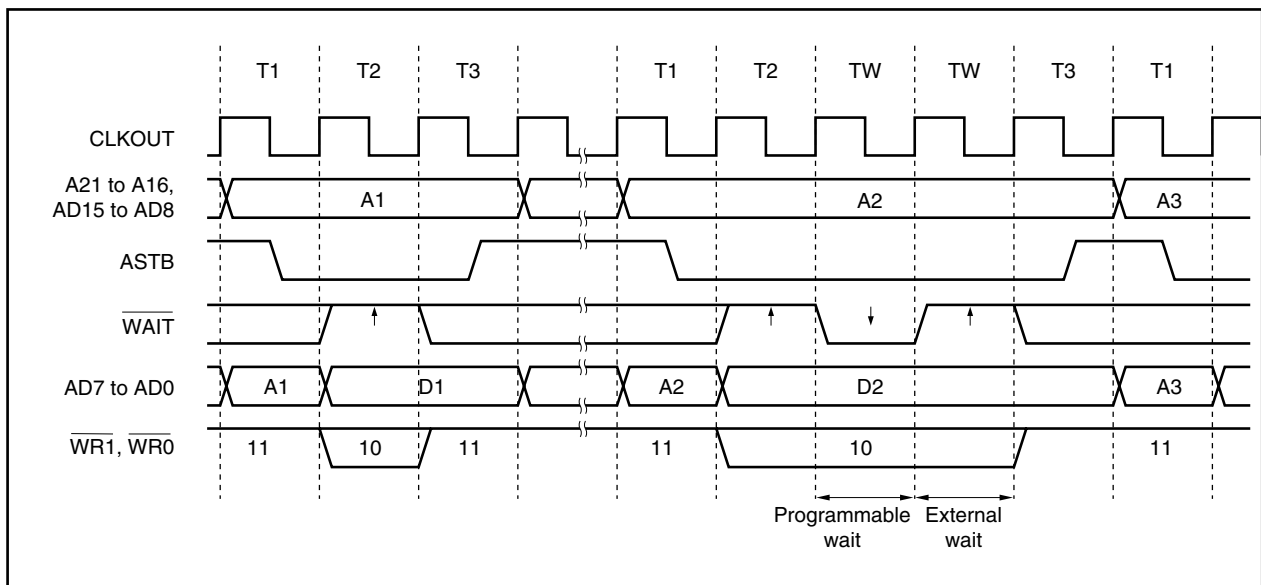 T1 T2 T3 T1 T2 TW TW T3 T1
CLKOUT
A21 to A16,
AD15 to AD8
A1 A2 A3
ASTB
WAIT
AD7 to AD0
A1 D1 A2 D2 A3
WR1, WR0
11 10 11 11 10 11
Programmable
wait
External
wait